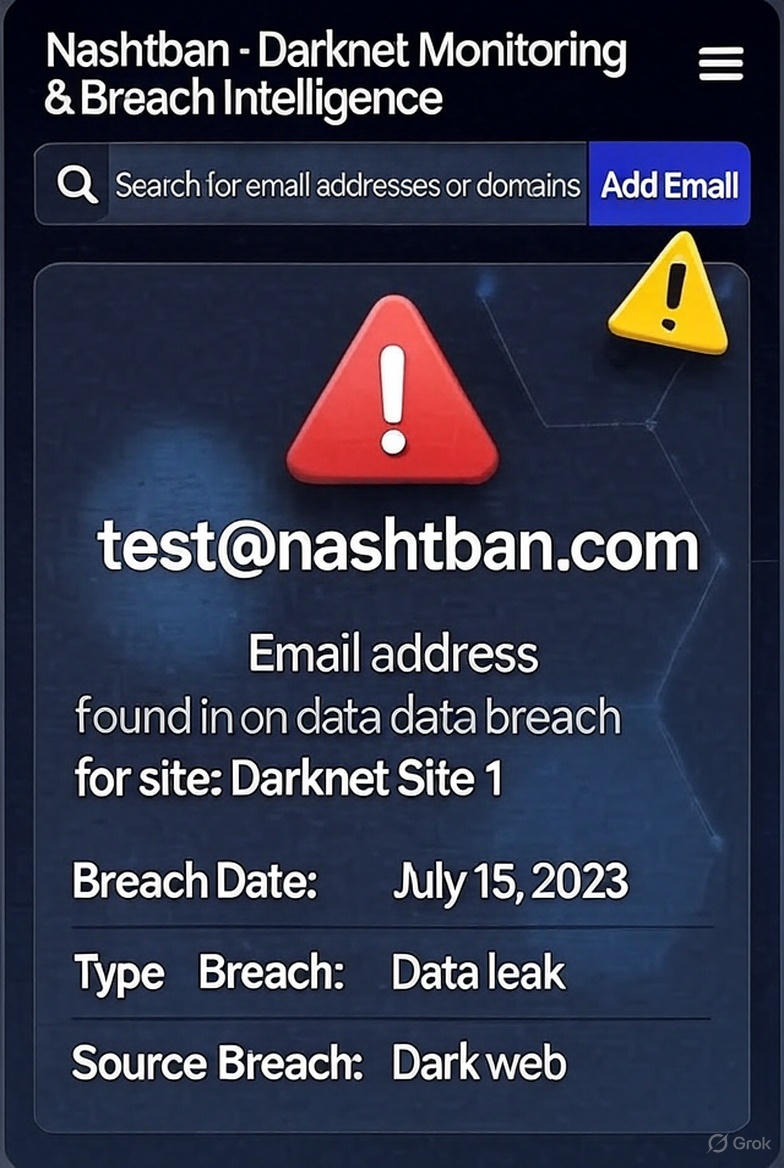 Nashtban - Darknet Monitoring
& Breach Intelligence
Search for emall addresses or domains
Add Emall
test@nashtban.com
Email address
found in on data data breach
for site: Darknet Site 1
Breach Date: July 15, 2023
Type Breach: Data leak
Source Breach: Dark web
Grok